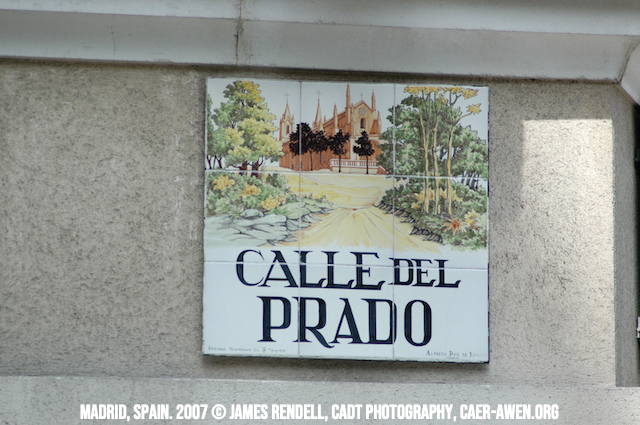 CALLE DEL
PRADO
MADRID, SPAIN. 2007 © JAMES RENDELL, CADT PHOTOGRAPHY, CAER-AWEN.ORG